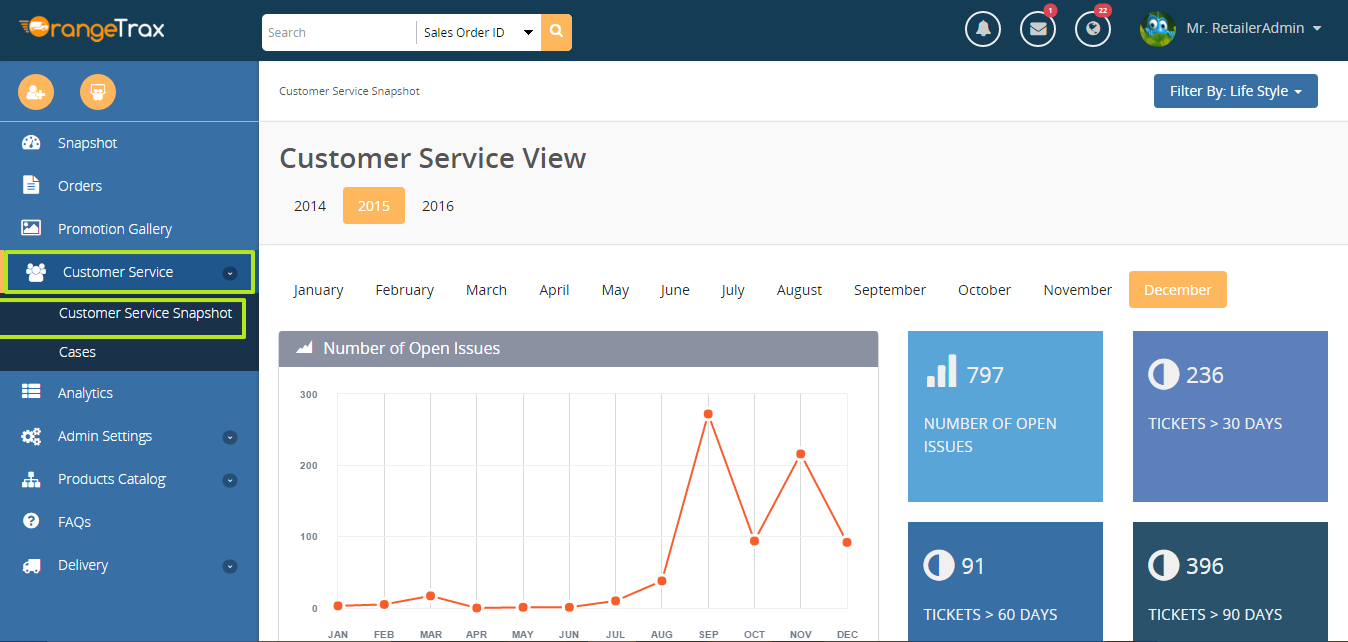 OrangeTrax
Search
Sales Order ID
1
22
Mr. RetailerAdmin
Snapshot
Orders
Promotion Gallery
Customer Service
Customer Service Snapshot
Cases
Analytics
Admin Settings
Products Catalog
FAQs
Delivery
Customer Service Snapshot
Filter By: Life Style
Customer Service View
2014 2015 2016
January February March April May June July August September October November December
Number of Open Issues
300
200
100
0
JAN FEB MAR APR MAY JUN JUL AUG SEP OCT NOV DEC
797
NUMBER OF OPEN
ISSUES
236
TICKETS > 30 DAYS
91
TICKETS > 60 DAYS
396
TICKETS > 90 DAYS